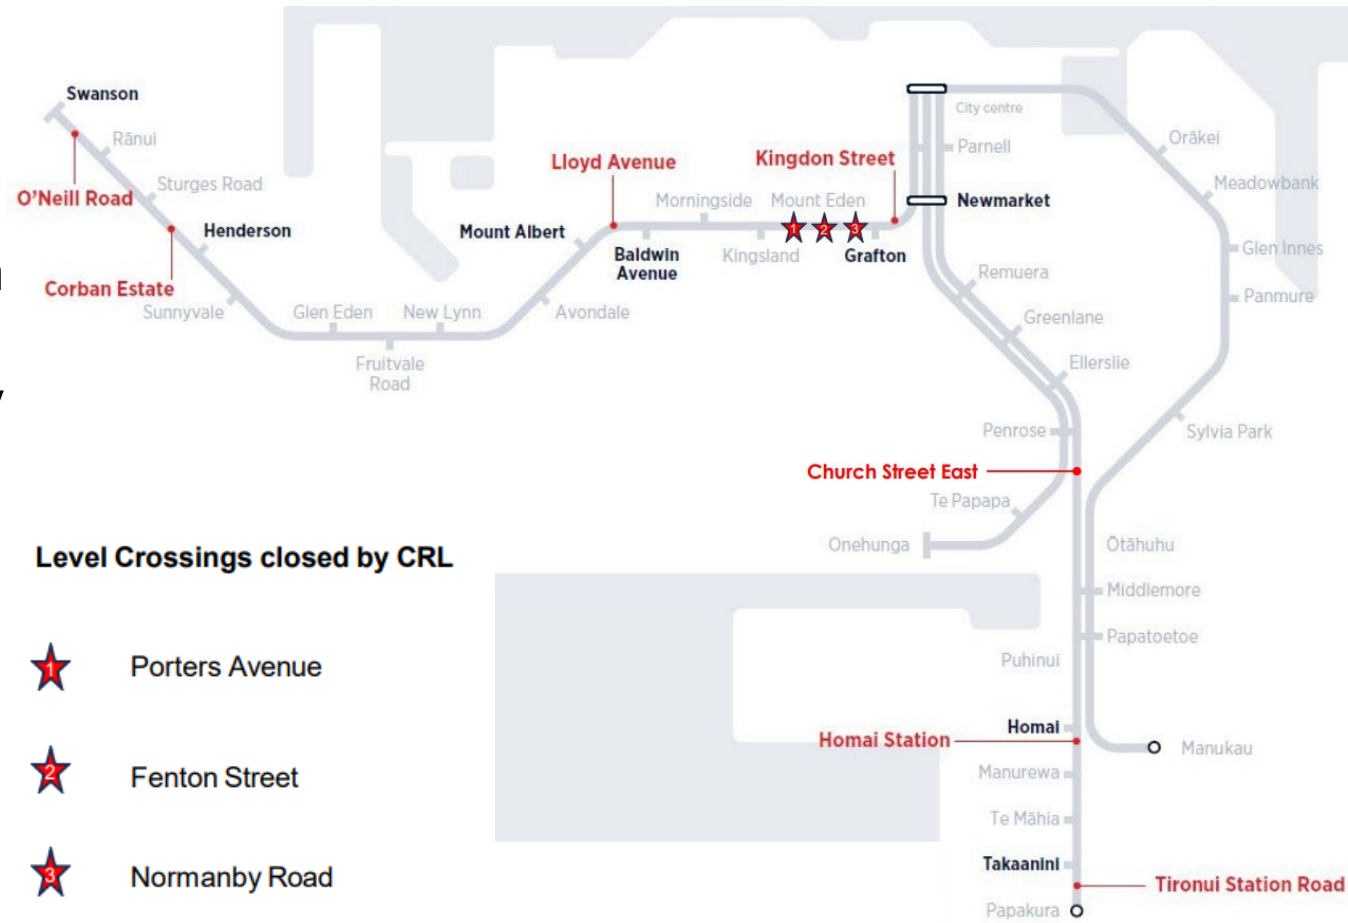 Swanson
Rānui
Sturges Road
O'Neill Road
Henderson
Corban Estate
Sunnyvale
Glen Eden
New Lynn
Fruitvale
Road
Mount Albert
Avondale
Lloyd Avenue
Baldwin
Avenue
Morningside
Kingsland
Mount Eden
1
2
3
Kingdon Street
Grafton
City centre
Parnell
Newmarket
Orākei
Meadowbank
Glen Innes
Panmure
Remuera
Greenlane
Ellerslie
Penrose
Sylvia Park
Church Street East
Te Papapa
Onehunga
Ōtāhuhu
Middlemore
Papatoetoe
Puhinui
Homai
Homai Station
Manukau
Manurewa
Te Māhia
Takaanini
Tironui Station Road
Papakura
Level Crossings closed by CRL
1 Porters Avenue
2 Fenton Street
3 Normanby Road